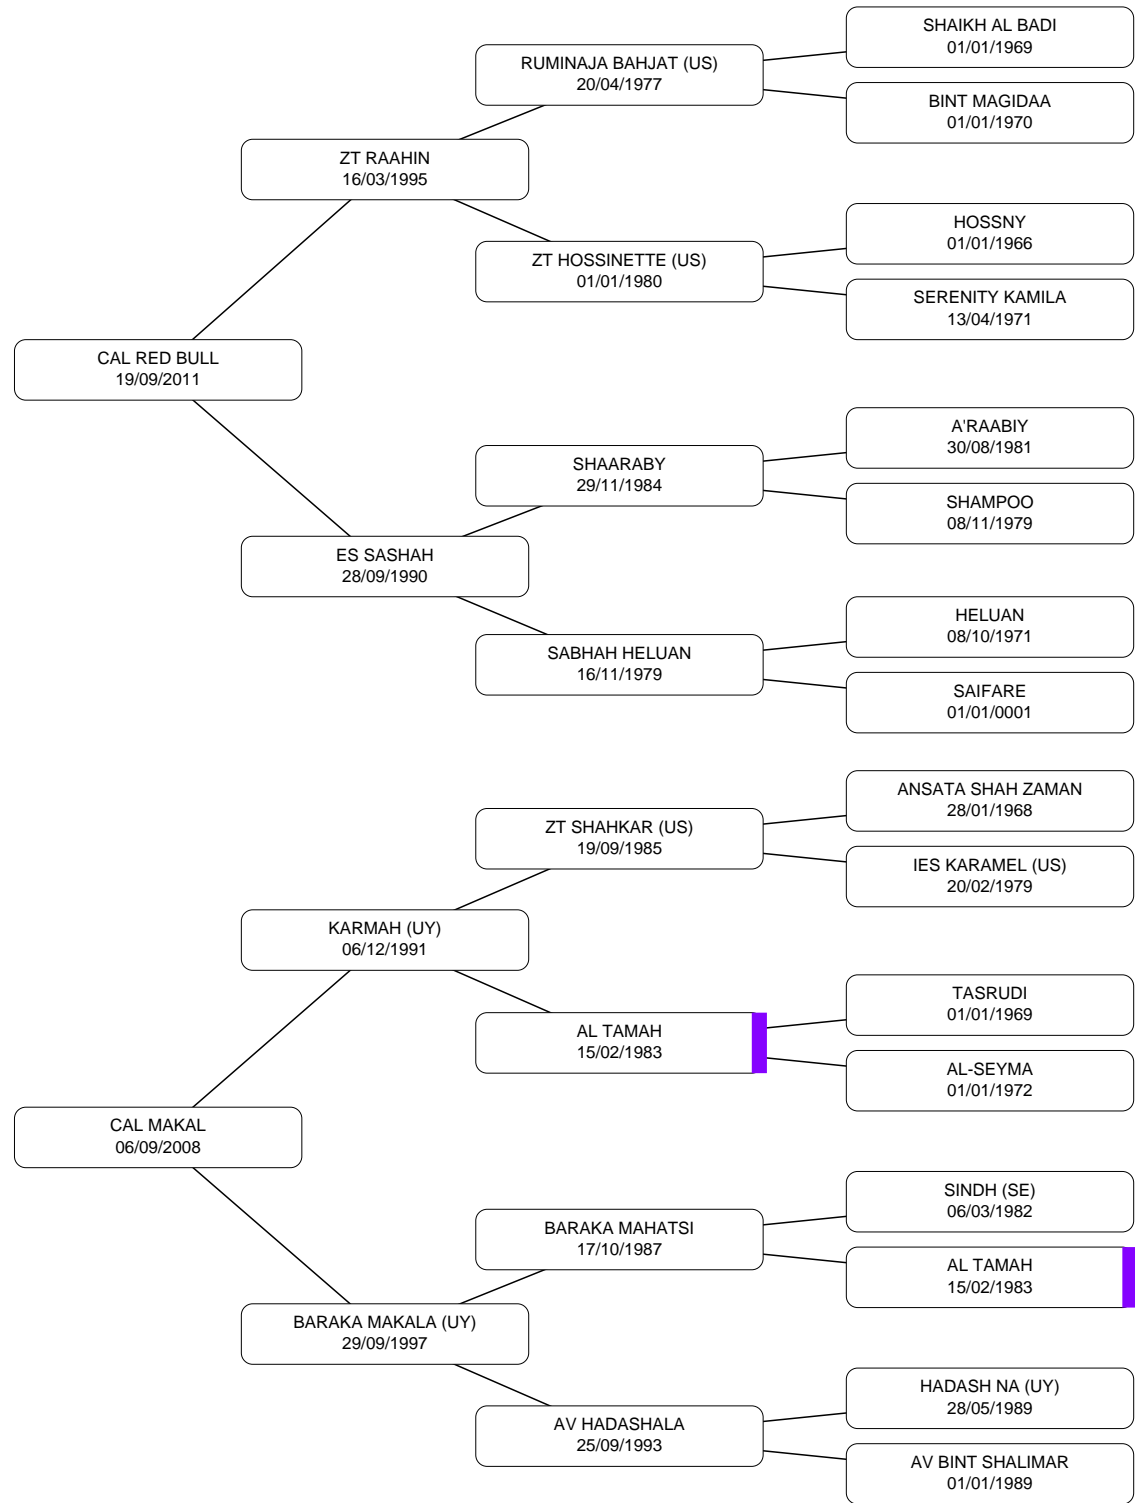 SHAIKH AL BADI
01/01/1969
RUMINAJA BAHJAT (US)
20/04/1977
BINT MAGIDAA
01/01/1970
ZT RAAHIN
16/03/1995
HOSSNY
01/01/1966
ZT HOSSINETTE (US)
01/01/1980
SERENITY KAMILA
13/04/1971
CAL RED BULL
19/09/2011
A'RAABIY
30/08/1981
SHAARABY
29/11/1984
SHAMPOO
08/11/1979
ES SASHAH
28/09/1990
HELUAN
08/10/1971
SABHAH HELUAN
16/11/1979
SAIFARE
01/01/0001
ANSATA SHAH ZAMAN
28/01/1968
ZT SHAHKAR (US)
19/09/1985
IES KARAMEL (US)
20/02/1979
KARMAH (UY)
06/12/1991
TASRUDI
01/01/1969
AL TAMAH
15/02/1983
AL-SEYMA
01/01/1972
CAL MAKAL
06/09/2008
SINDH (SE)
06/03/1982
BARAKA MAHATSI
17/10/1987
AL TAMAH
15/02/1983
BARAKA MAKALA (UY)
29/09/1997
HADASH NA (UY)
28/05/1989
AV HADASHALA
25/09/1993
AV BINT SHALIMAR
01/01/1989